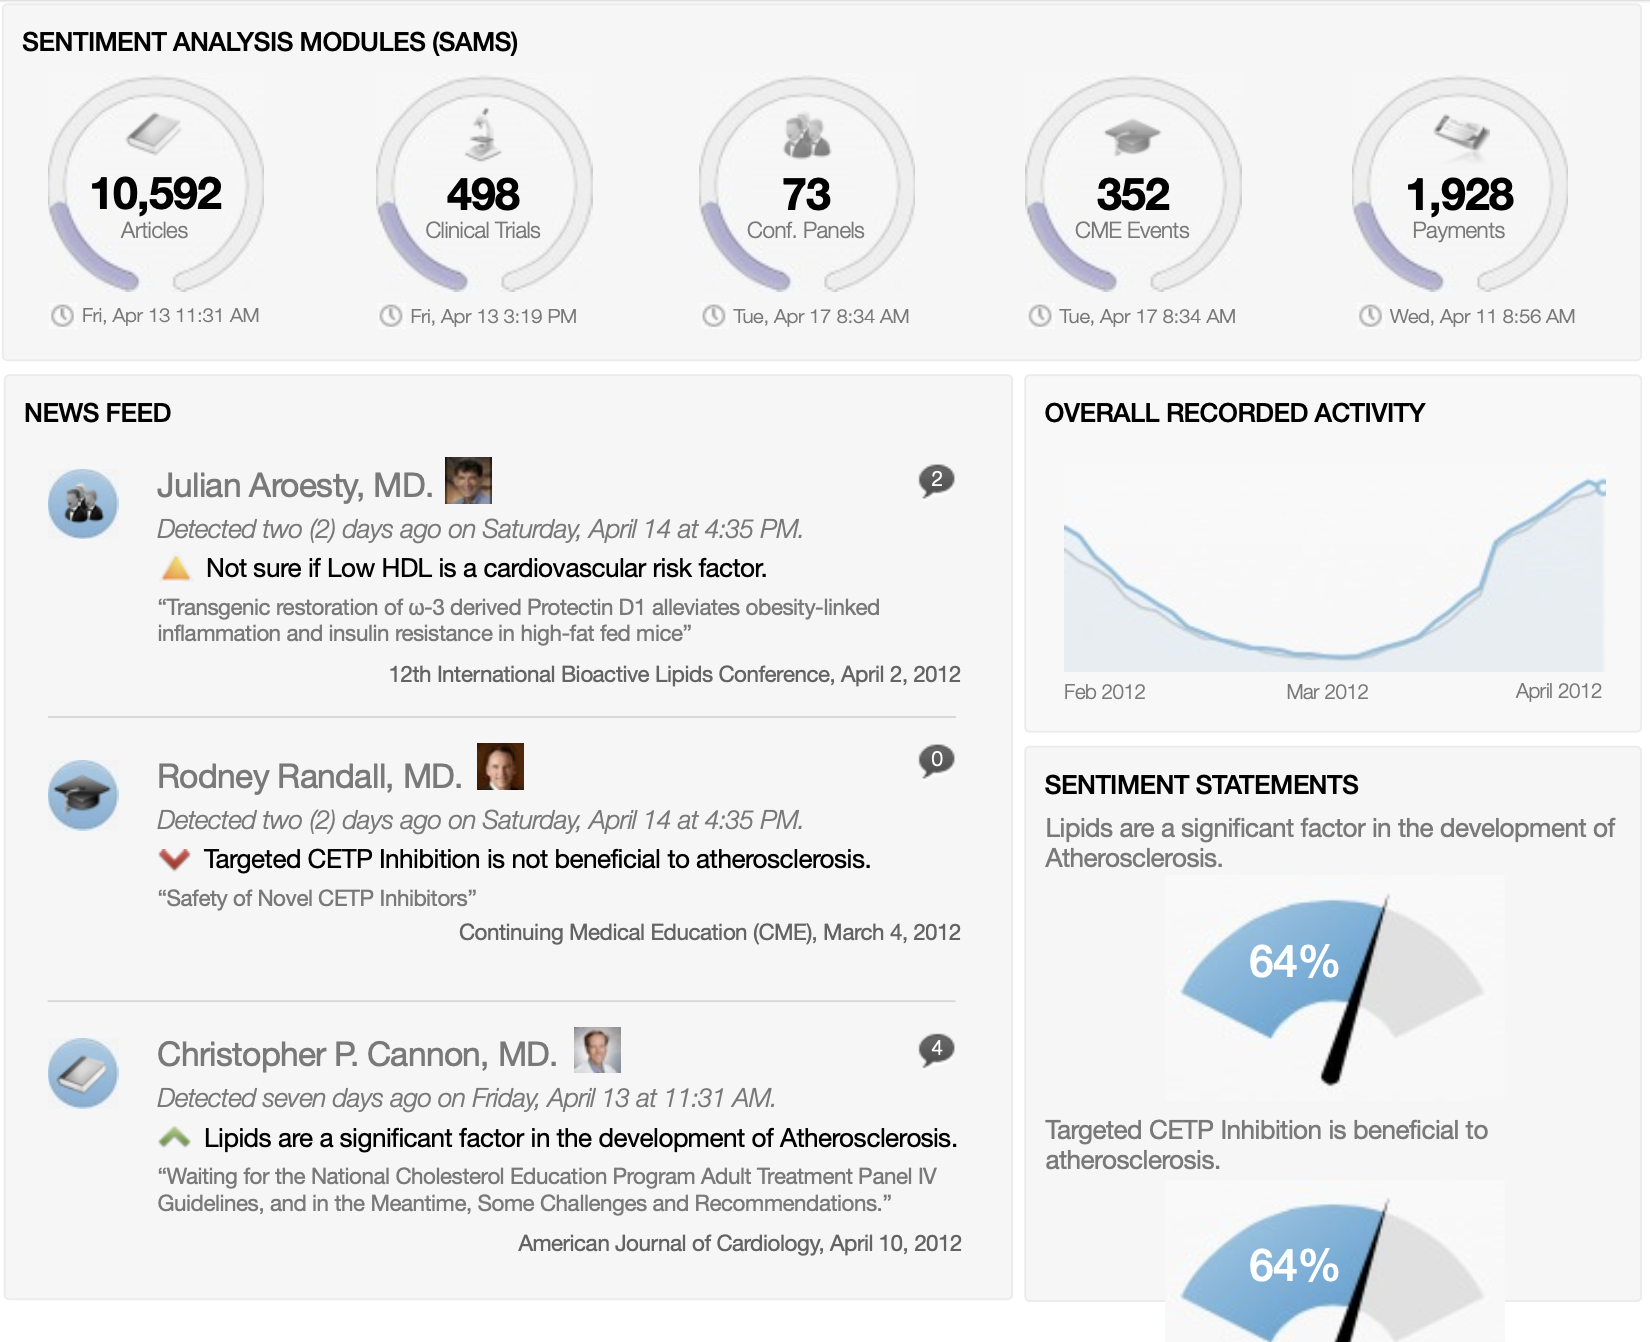 SENTIMENT ANALYSIS MODULES (SAMS)
10,592
Articles
Fri, Apr 13 11:31 AM
498
Clinical Trials
Fri, Apr 13 3:19 PM
73
Conf. Panels
Tue, Apr 17 8:34 AM
352
CME Events
Tue, Apr 17 8:34 AM
1,928
Payments
Wed, Apr 11 8:56 AM
NEWS FEED
Julian Aroesty, MD.
2
Detected two (2) days ago on Saturday, April 14 at 4:35 PM.
Not sure if Low HDL is a cardiovascular risk factor.
“Transgenic restoration of ω-3 derived Protectin D1 alleviates obesity-linked
inflammation and insulin resistance in high-fat fed mice”
12th International Bioactive Lipids Conference, April 2, 2012
Rodney Randall, MD.
0
Detected two (2) days ago on Saturday, April 14 at 4:35 PM.
Targeted CETP Inhibition is not beneficial to atherosclerosis.
“Safety of Novel CETP Inhibitors”
Continuing Medical Education (CME), March 4, 2012
Christopher P. Cannon, MD.
4
Detected seven days ago on Friday, April 13 at 11:31 AM.
Lipids are a significant factor in the development of Atherosclerosis.
“Waiting for the National Cholesterol Education Program Adult Treatment Panel IV
Guidelines, and in the Meantime, Some Challenges and Recommendations.”
American Journal of Cardiology, April 10, 2012
OVERALL RECORDED ACTIVITY
Feb 2012
Mar 2012
April 2012
SENTIMENT STATEMENTS
Lipids are a significant factor in the development of
Atherosclerosis.
64%
Targeted CETP Inhibition is beneficial to
atherosclerosis.
64%